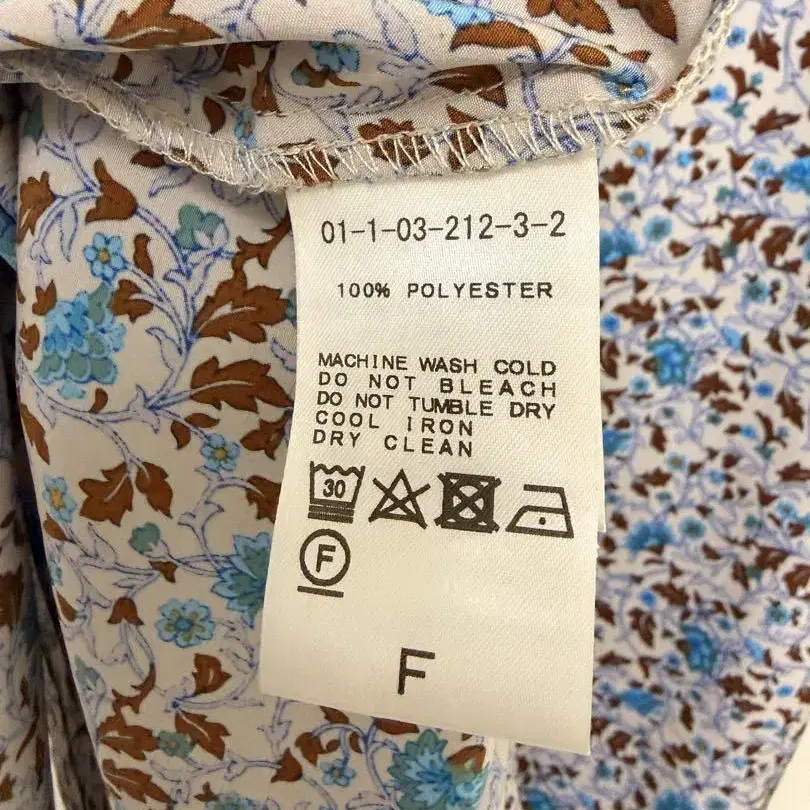 01-1-03-212-3-2
100% POLYESTER
MACHINE WASH COLD
DO NOT BLEACH
DO NOT TUMBLE DRY
COOL IRON
DRY CLEAN
30
F
F